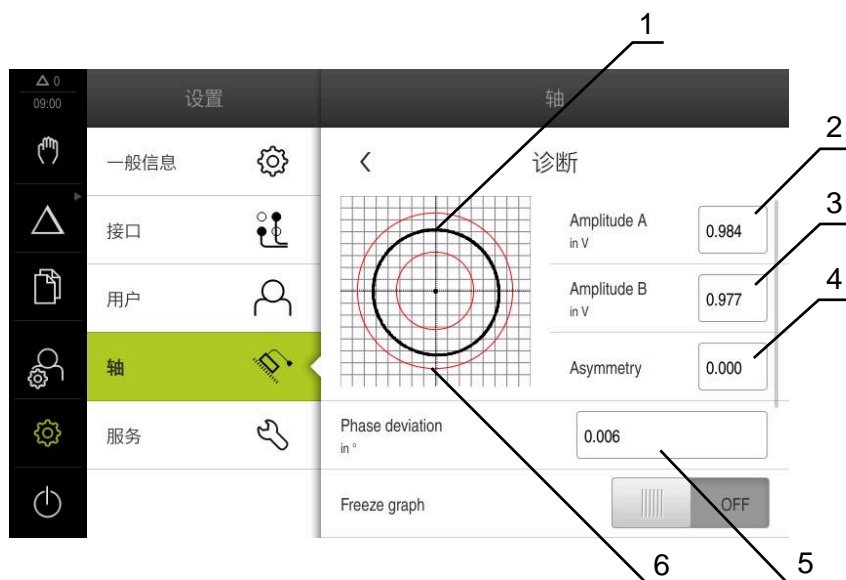 1
△ 0
09:00
设置
轴
一般信息
接口
用户
轴
服务
诊断
Amplitude A
in V
0.984
2
Amplitude B
in V
0.977
3
Asymmetry
0.000
4
Phase deviation
in °
0.006
Freeze graph
OFF
6
5